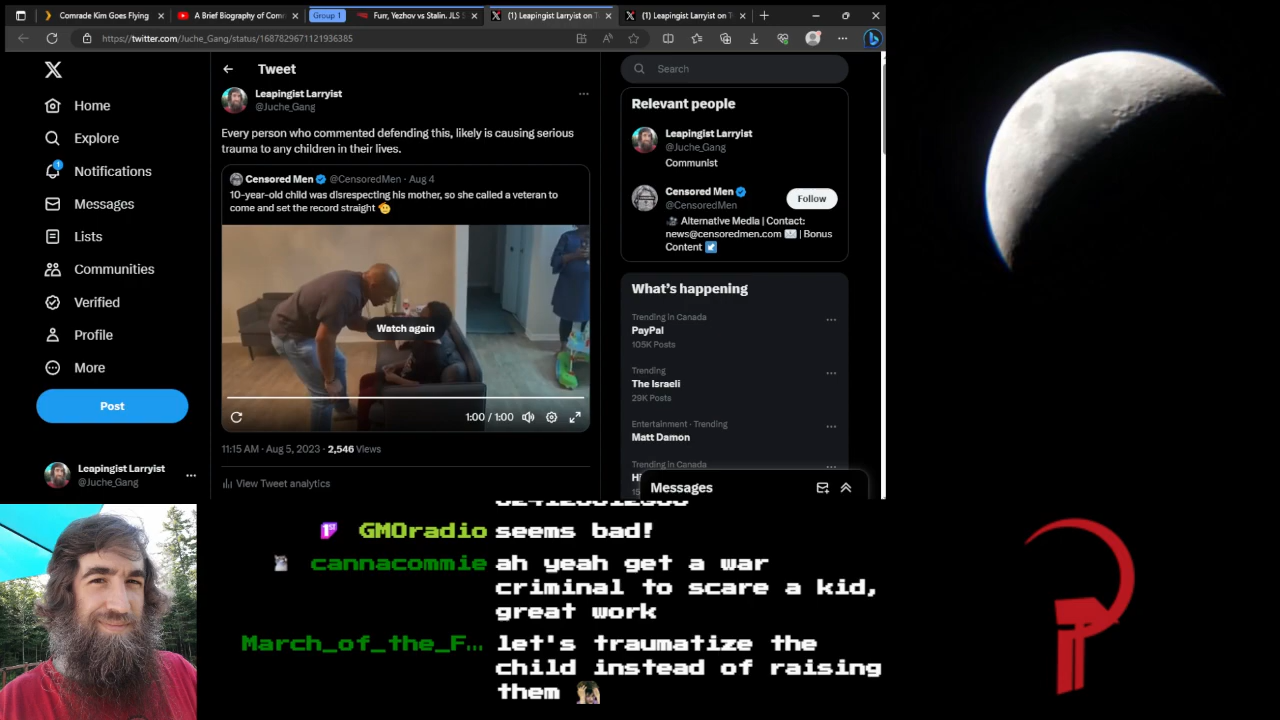 Comrade Kim Goes Flying
A Brief Biography of Com
Group 1
Furr, Yezhov vs Stalin. JLS
(1) Leapingist Larryist on T
(1) Leapingist Larryist on T
https://twitter.com/Juche_Gang/status/1687829671121936385
Home
Explore
Notifications
1
Messages
Lists
Communities
Verified
Profile
More
Post
Leapingist Larryist
@Juche_Gang
Tweet
Leapingist Larryist
@Juche_Gang
Every person who commented defending this, likely is causing serious
trauma to any children in their lives.
Censored Men @CensoredMen · Aug 4
10-year-old child was disrespecting his mother, so she called a veteran to
come and set the record straight
Watch again
1:00 / 1:00
11:15 AM · Aug 5, 2023 · 2,546 Views
View Tweet analytics
Search
Relevant people
Leapingist Larryist
@Juche_Gang
Communist
Censored Men
@CensoredMen
Follow
Alternative Media | Contact:
news@censoredmen.com | Bonus
Content
What's happening
Trending in Canada
PayPal
105K Posts
Trending
The Israeli
29K Posts
Entertainment · Trending
Matt Damon
Trending in Canada
Messages
GMOradio seems bad!
cannacommie ah yeah get a war
criminal to scare a kid,
great work
March_of_the_F... let's traumatize the
child instead of raising
them